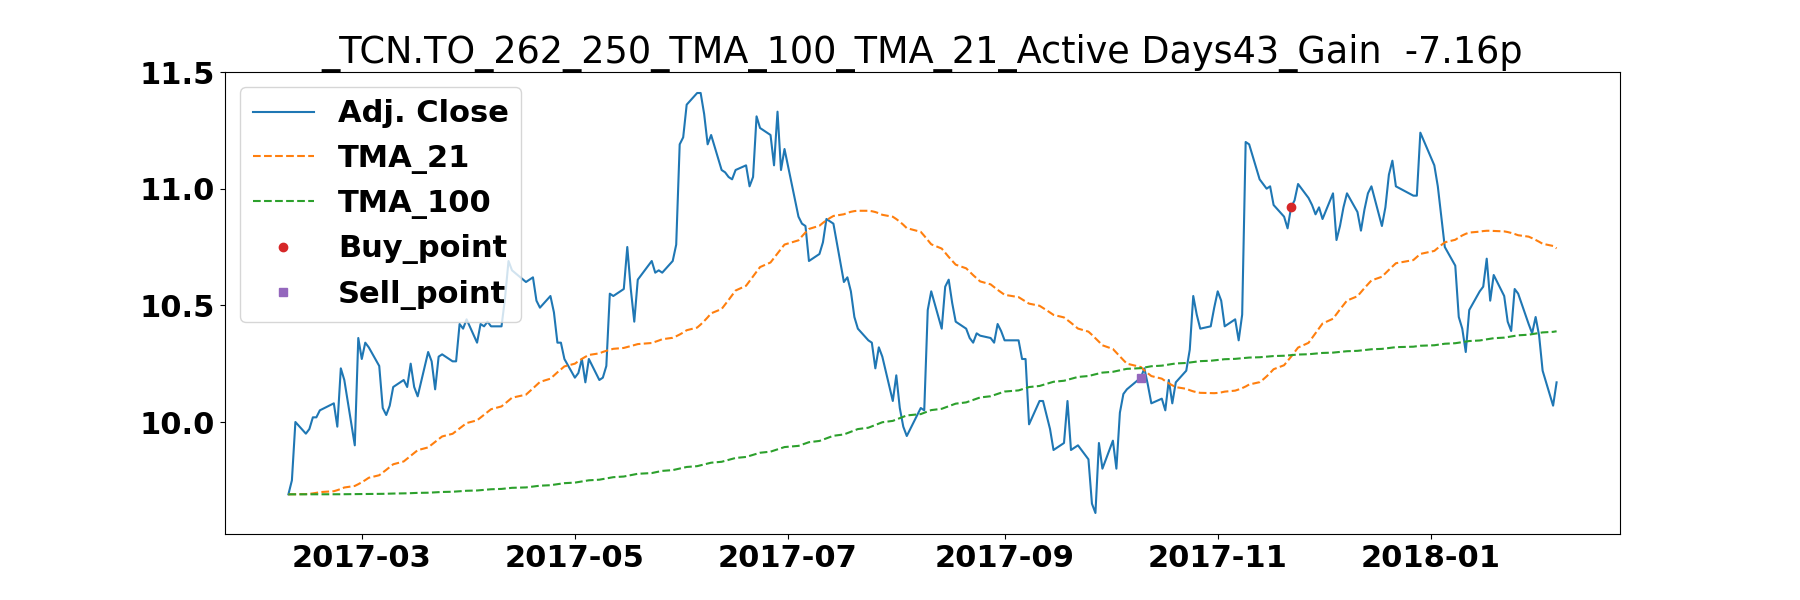 _TCN.TO_262_250_TMA_100_TMA_21_Active Days43_Gain  -7.16p
11.5
11.0
10.5
10.0
Adj. Close
TMA_21
TMA_100
Buy_point
Sell_point
2017-03
2017-05
2017-07
2017-09
2017-11
2018-01